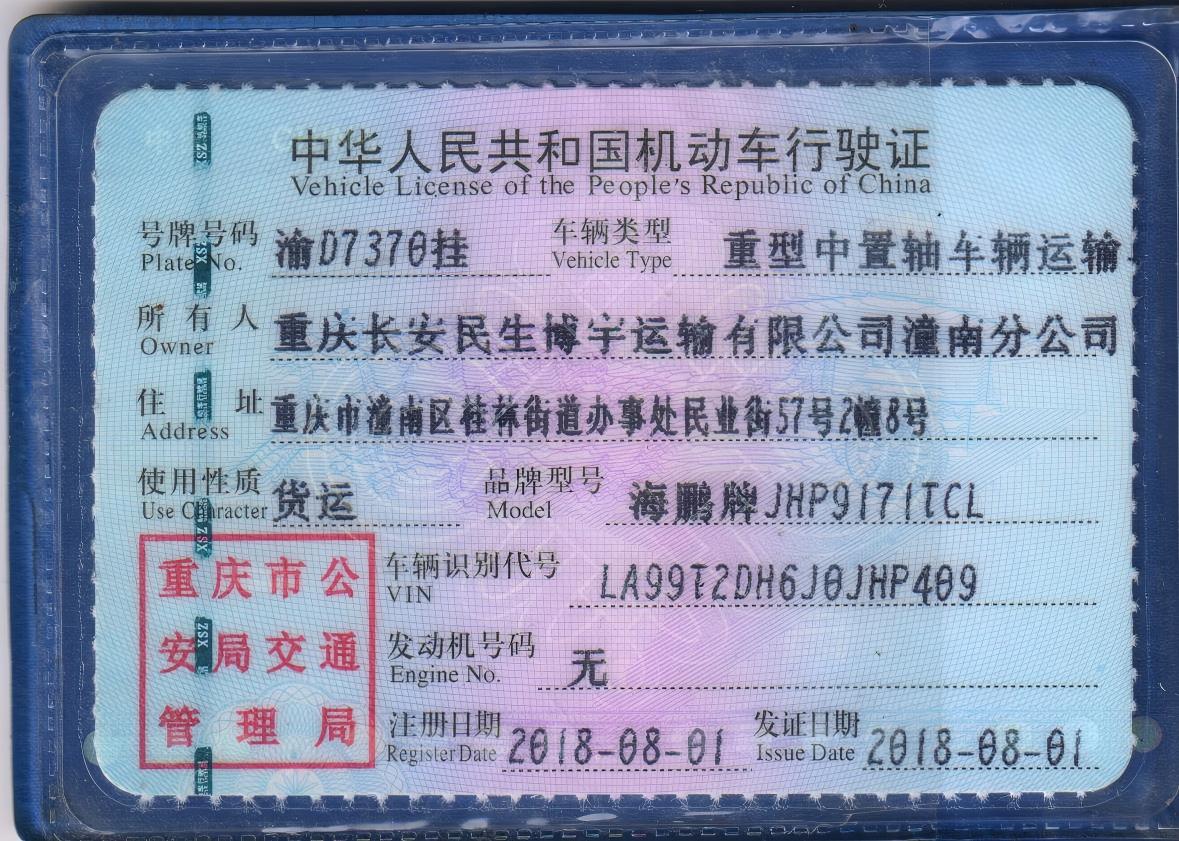 中华人民共和国机动车行驶证
Vehicle License of the People's Republic of China
号牌号码 渝D7370挂 车辆类型 重型中置轴车辆运输
Plate No. Vehicle Type
所有人 重庆长安民生博宇运输有限公司潼南分公司
Owner
住址 重庆市潼南区桂林街道办事处民业街57号2幢8号
Address
使用性质 货运 品牌型号 海鹏牌JHP9171TCL
Use Character Model
车辆识别代号 LA99T2DH6J0JHP409
VIN
发动机号码 无
Engine No.
注册日期 2018-08-01 发证日期 2018-08-01
Register Date Issue Date
重庆市公
安局交通
管理局